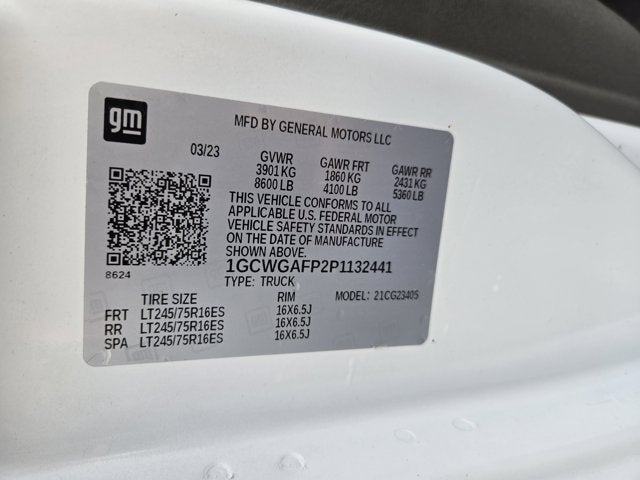 gm
MFD BY GENERAL MOTORS LLC
03/23 GVWR GAWR FRT GAWR RR
3901 KG 1860 KG 2431 KG
8600 LB 4100 LB 5360 LB
THIS VEHICLE CONFORMS TO ALL
APPLICABLE U.S. FEDERAL MOTOR
VEHICLE SAFETY STANDARDS IN EFFECT
ON THE DATE OF MANUFACTURE
SHOWN ABOVE.
8624 1GCWGAFP2P1132441
TYPE: TRUCK
TIRE SIZE RIM MODEL: 21CG23405
FRT LT245/75R16ES 16X6.5J
RR LT245/75R16ES 16X6.5J
SPA LT245/75R16ES 16X6.5J